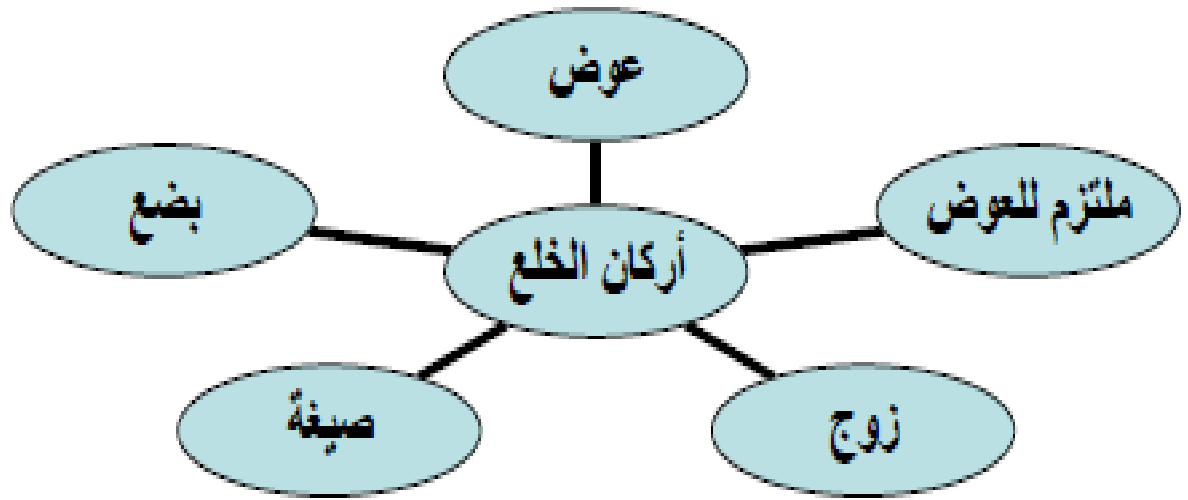 عوض
ملتزم للعوض
بضع
أركان الخلع
زوج
صيغة